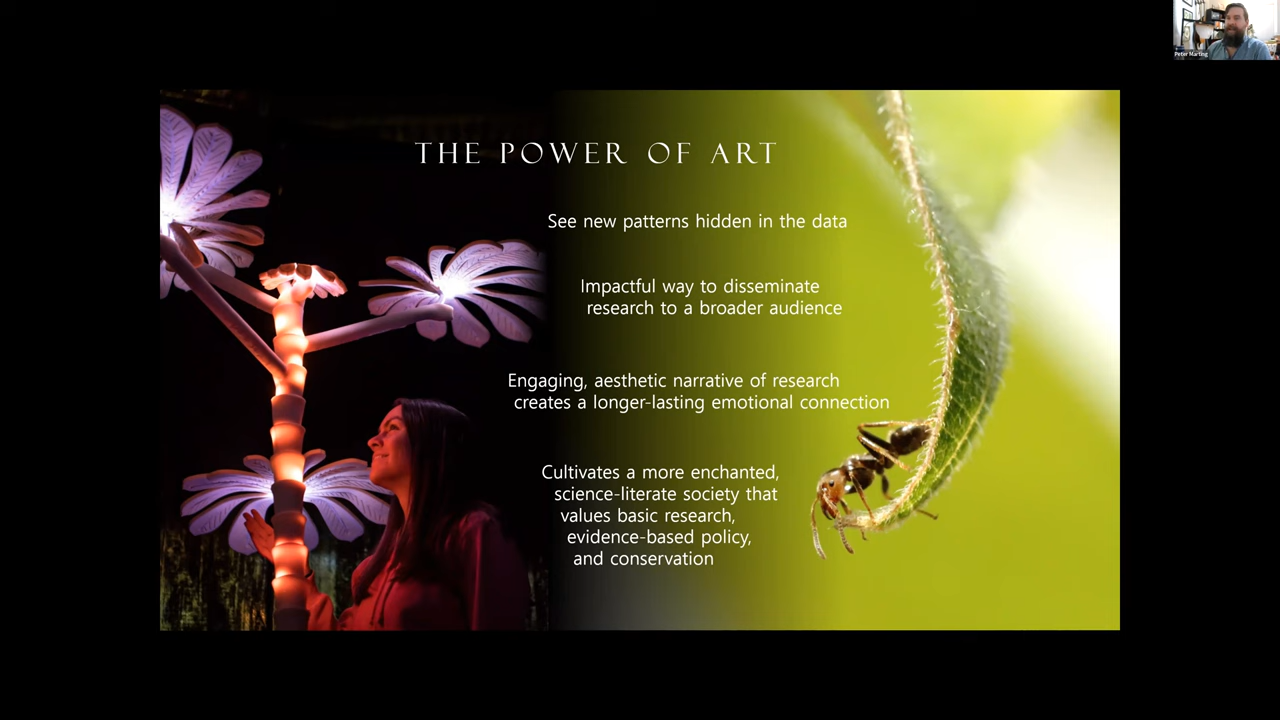 Peter Marting
THE POWER OF ART
See new patterns hidden in the data
Impactful way to disseminate
research to a broader audience
Engaging, aesthetic narrative of research
creates a longer-lasting emotional connection
Cultivates a more enchanted,
science-literate society that
values basic research,
evidence-based policy,
and conservation